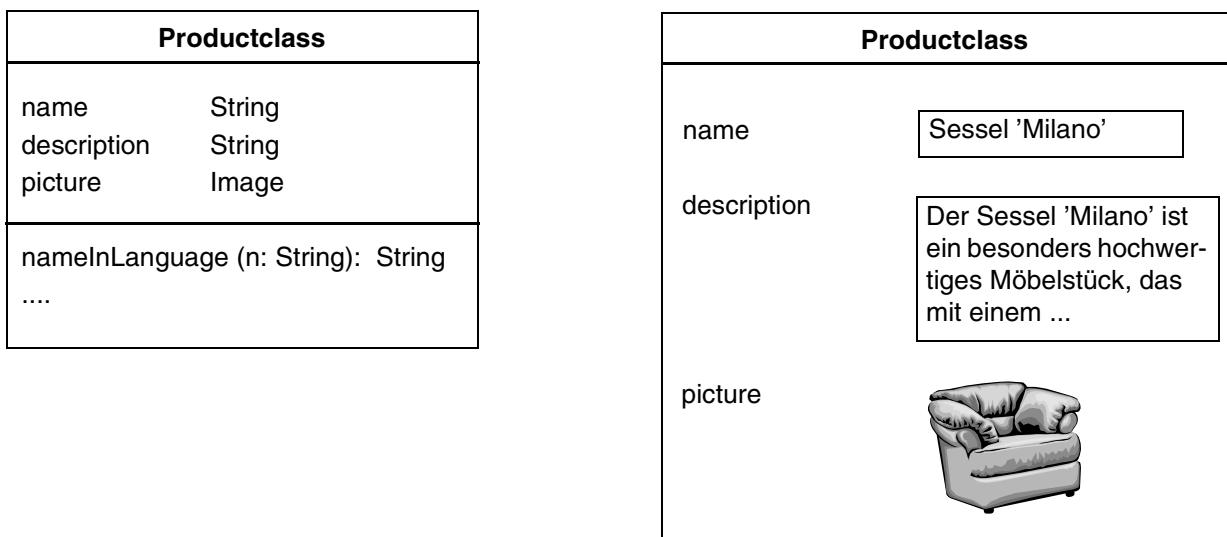 Productclass
name String
description String
picture Image
nameInLanguage (n: String): String
....
Productclass
name Sessel ’Milano’
description Der Sessel ’Milano’ ist
ein besonders hochwer-
tiges Möbelstück, das
mit einem ...
picture